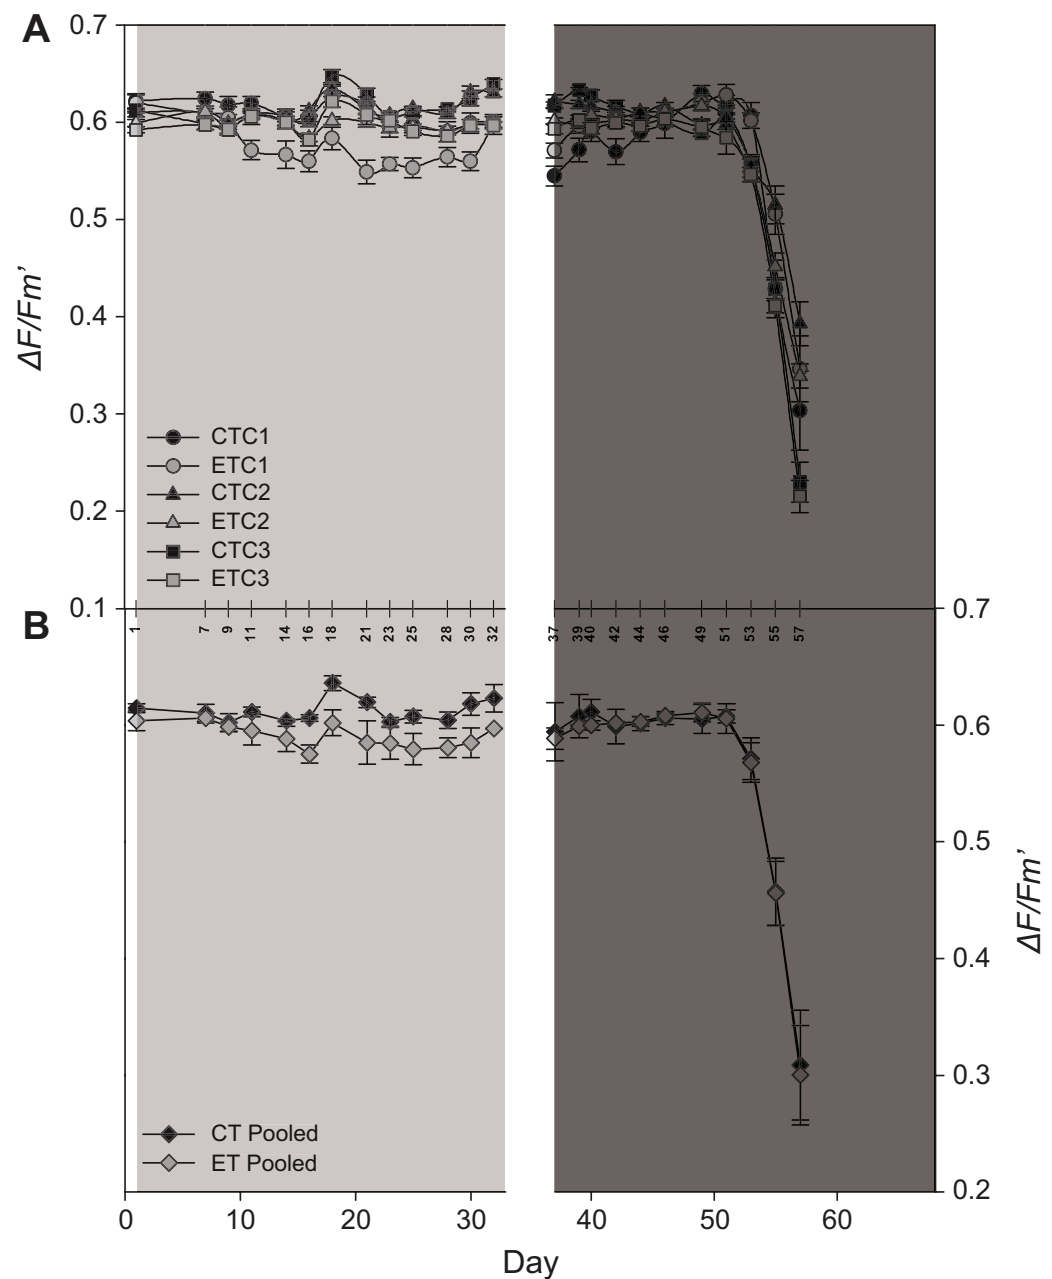 A
0.7
0.6
0.5
0.4
0.3
0.2
0.1
ΔF/Fm’
CTC1
ETC1
CTC2
ETC2
CTC3
ETC3
B
1 7 9 11 14 16 18 21 23 25 28 30 32 37 39 40 42 44 46 49 51 53 55 57
0.7
0.6
0.5
0.4
0.3
0.2
ΔF/Fm’
CT Pooled
ET Pooled
0 10 20 30 40 50 60
Day